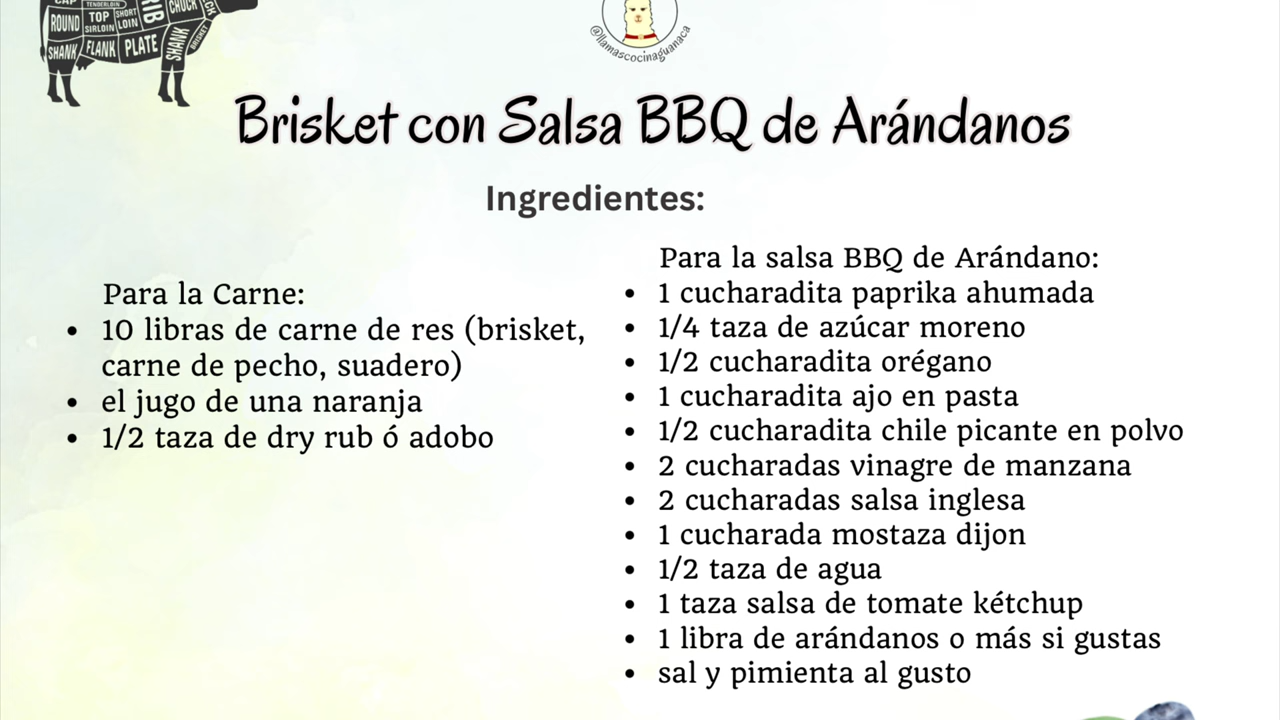 CAP
TENDERLOIN
RIB
CHUCK
ROUND
TOP
SIRLOIN
SHORT
LOIN
SHANK
FLANK
PLATE
SHANK
BRISKET
@llamascocinaguanaca
Brisket con Salsa BBQ de Arándanos
Ingredientes:
Para la Carne:
• 10 libras de carne de res (brisket,
carne de pecho, suadero)
• el jugo de una naranja
• 1/2 taza de dry rub ó adobo
Para la salsa BBQ de Arándano:
• 1 cucharadita paprika ahumada
• 1/4 taza de azúcar moreno
• 1/2 cucharadita orégano
• 1 cucharadita ajo en pasta
• 1/2 cucharadita chile picante en polvo
• 2 cucharadas vinagre de manzana
• 2 cucharadas salsa inglesa
• 1 cucharada mostaza dijon
• 1/2 taza de agua
• 1 taza salsa de tomate kétchup
• 1 libra de arándanos o más si gustas
• sal y pimienta al gusto